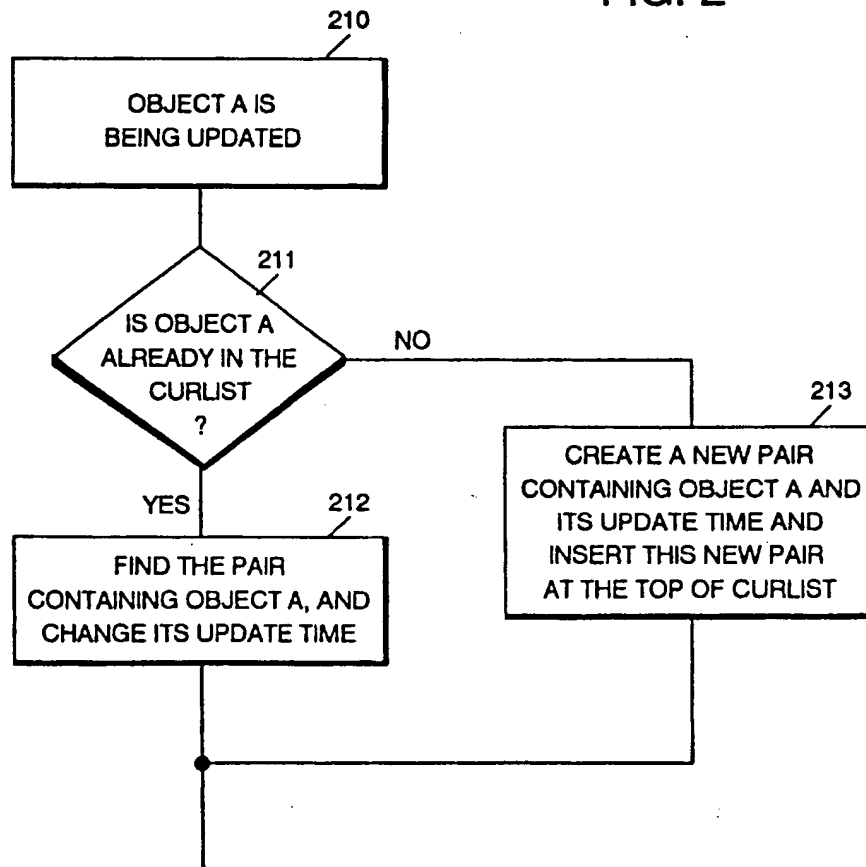 210
OBJECT A IS
BEING UPDATED
211
IS OBJECT A
ALREADY IN THE
CURLIST
?
NO
YES
212
FIND THE PAIR
CONTAINING OBJECT A, AND
CHANGE ITS UPDATE TIME
213
CREATE A NEW PAIR
CONTAINING OBJECT A AND
ITS UPDATE TIME AND
INSERT THIS NEW PAIR
AT THE TOP OF CURLIST